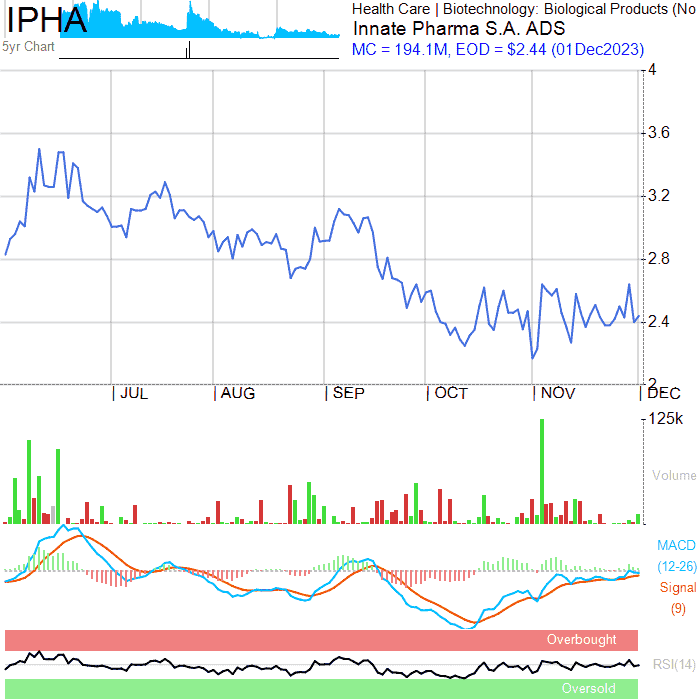 IPHA
Health Care | Biotechnology: Biological Products (No
Innate Pharma S.A. ADS
5yr Chart
MC = 194.1M, EOD = $2.44 (01Dec2023)
4
3.6
3.2
2.8
2.4
2
| JUL | AUG | SEP | OCT | NOV | DEC
125k
Volume
MACD
(12-26)
Signal
(9)
Overbought
RSI(14)
Oversold